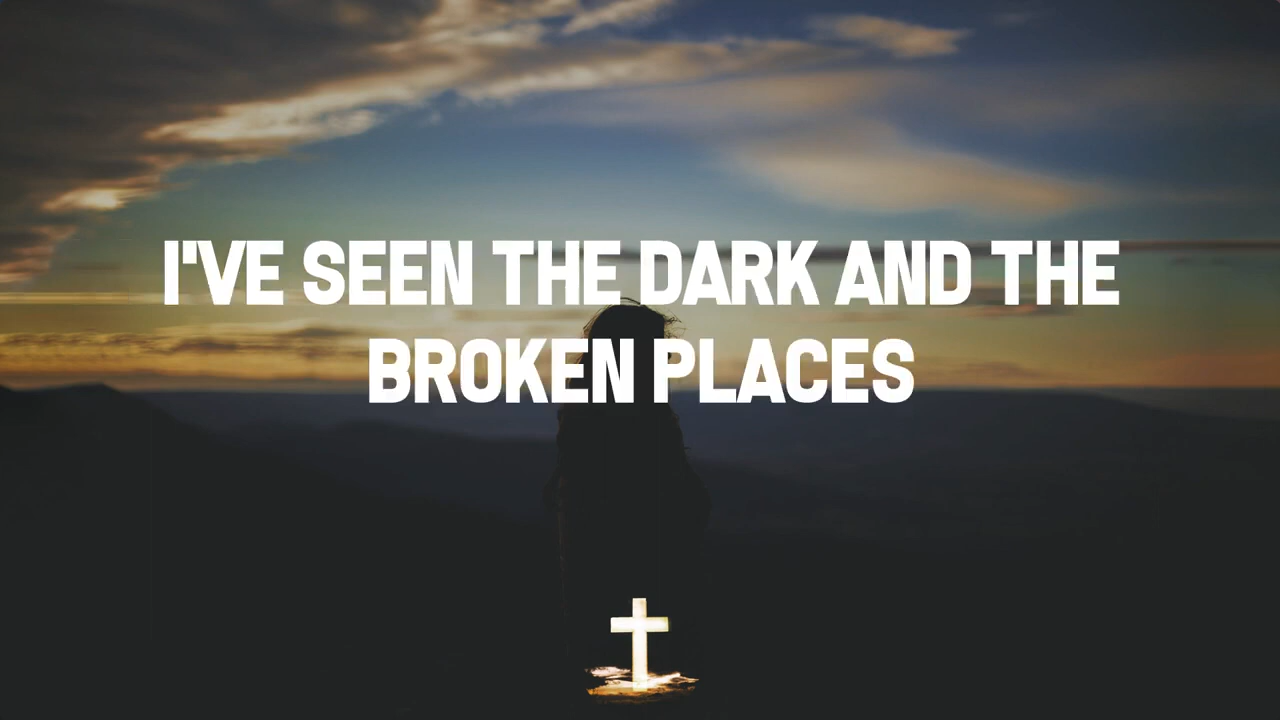 I'VE SEEN THE DARK AND THE
BROKEN PLACES